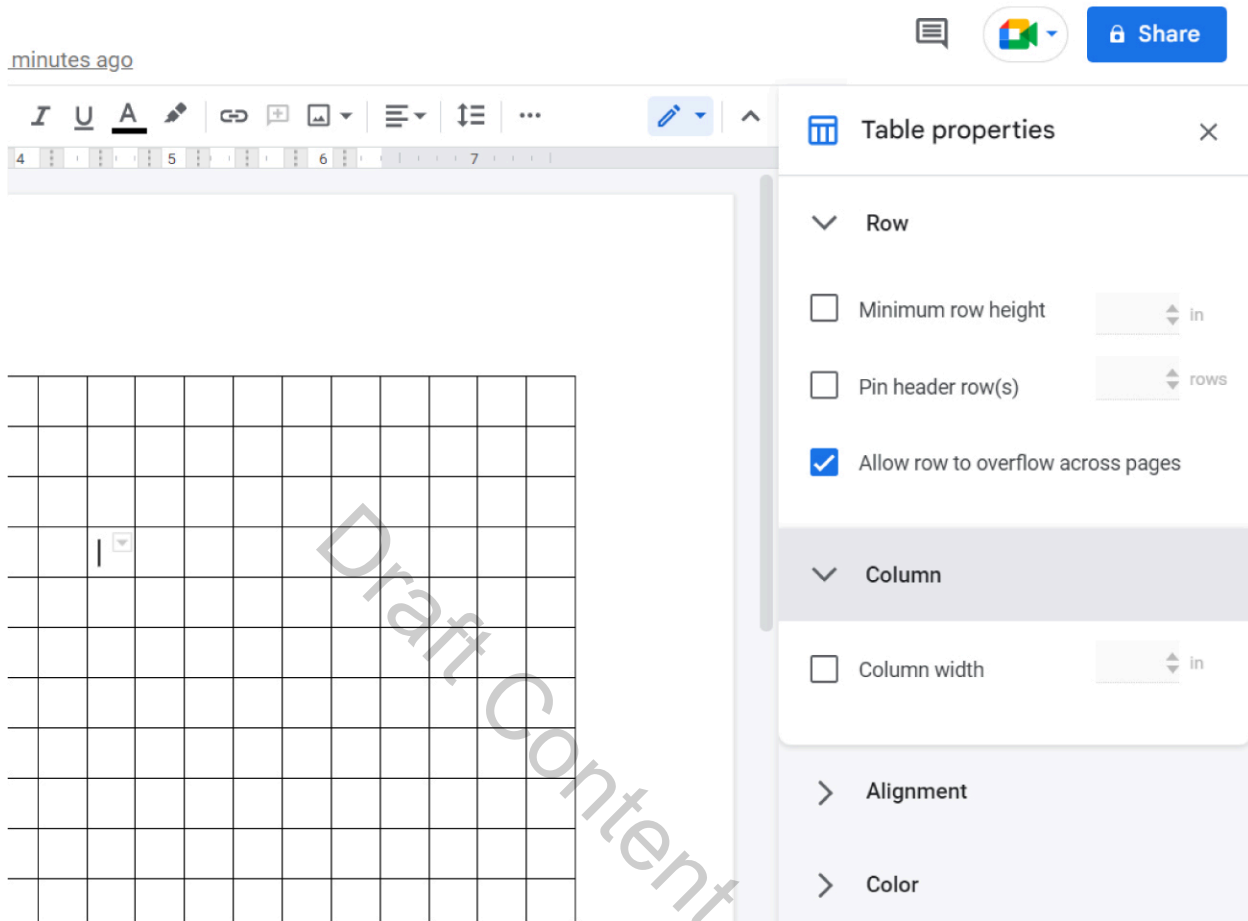 minutes ago
Share
I U A
4 5 6 7
Table properties
Row
Minimum row height in
Pin header row(s) rows
Allow row to overflow across pages
Column
Column width in
Alignment
Color
Draft Content